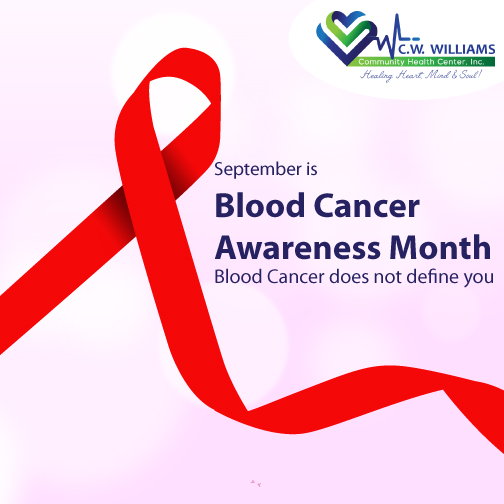 C.W. WILLIAMS
Community Health Center, Inc.
Healing Heart, Mind & Soul!
September is
Blood Cancer
Awareness Month
Blood Cancer does not define you